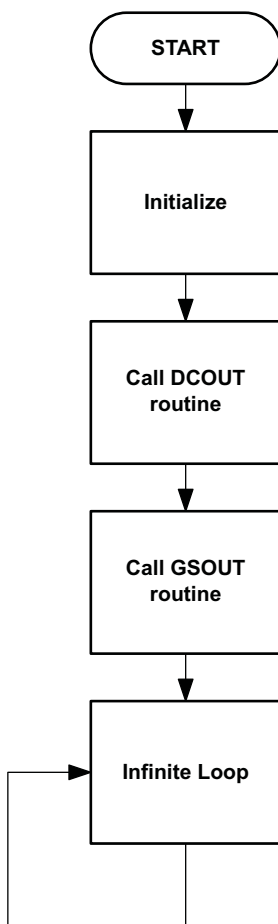 START
Initialize
Call DCOUT
routine
Call GSOUT
routine
Infinite Loop